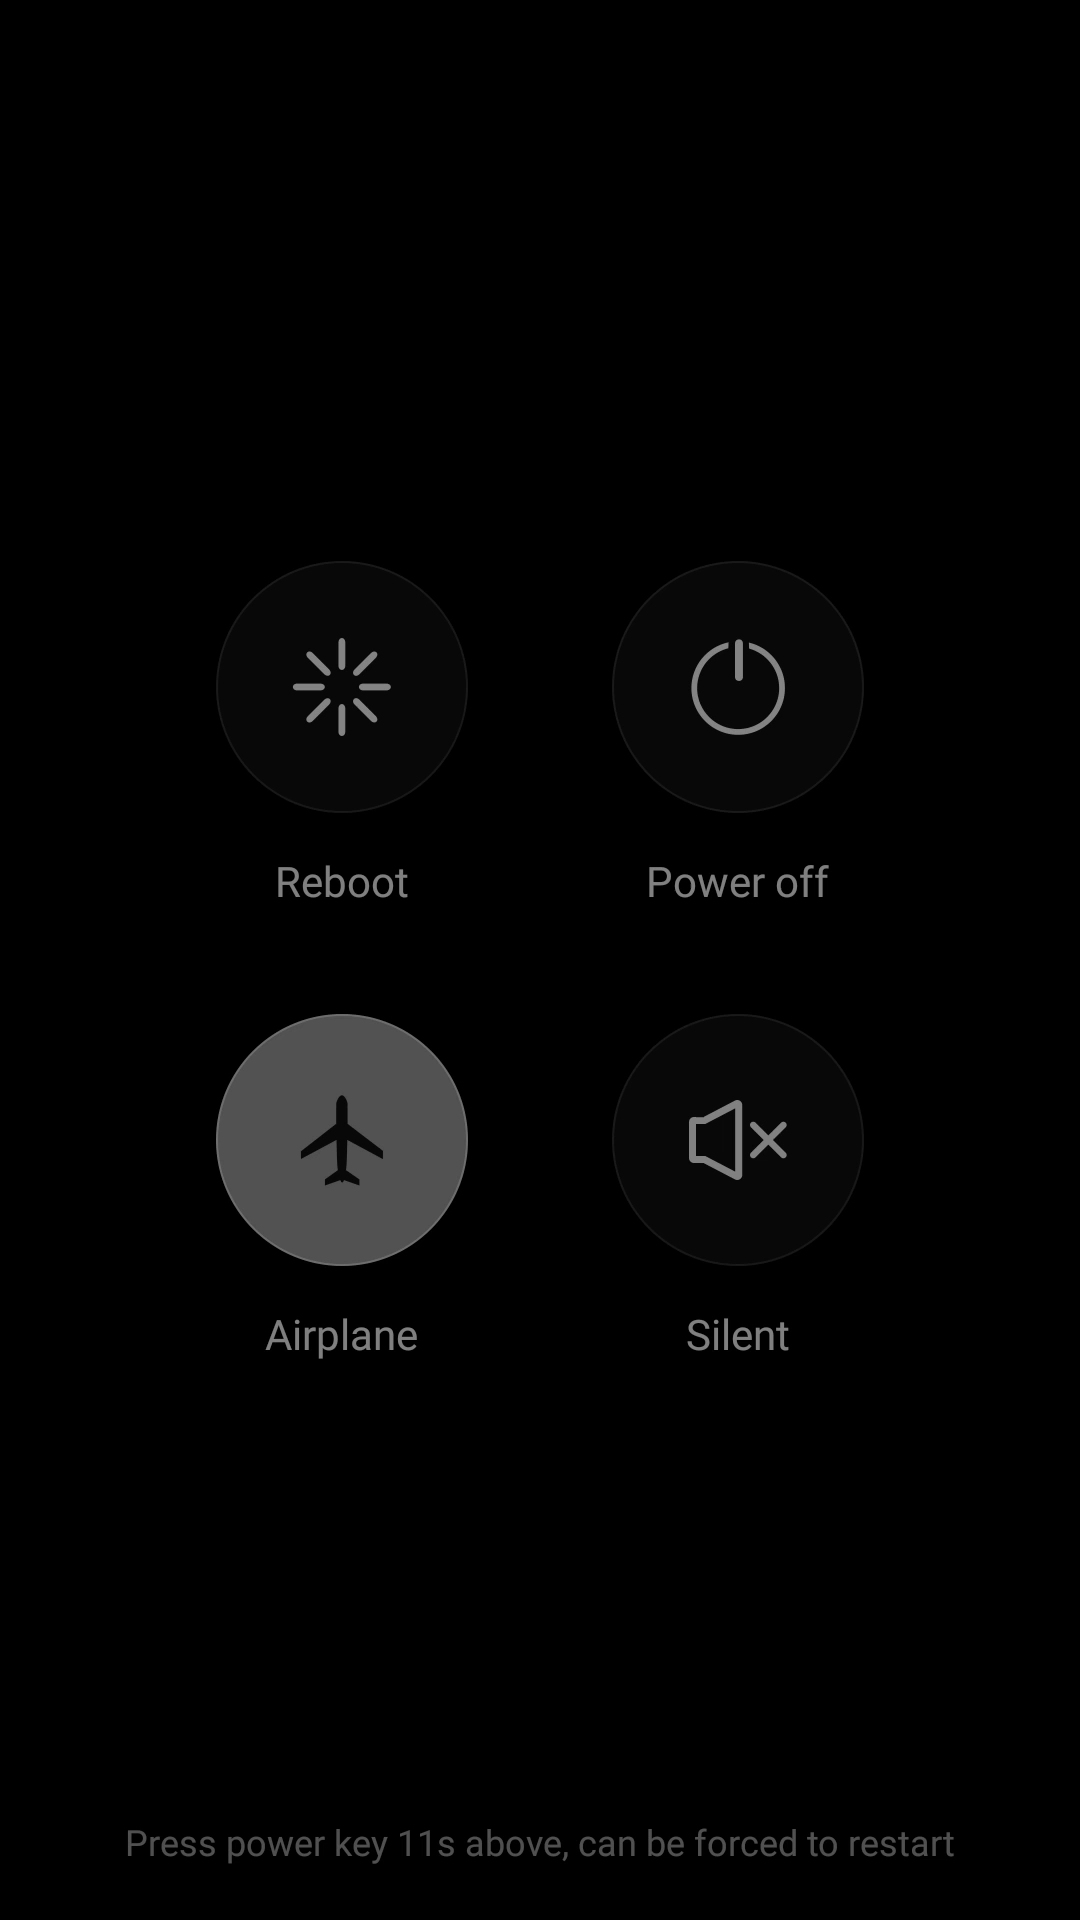 Reboot
Power off
Airplane
Silent
Press power key 11s above, can be forced to restart